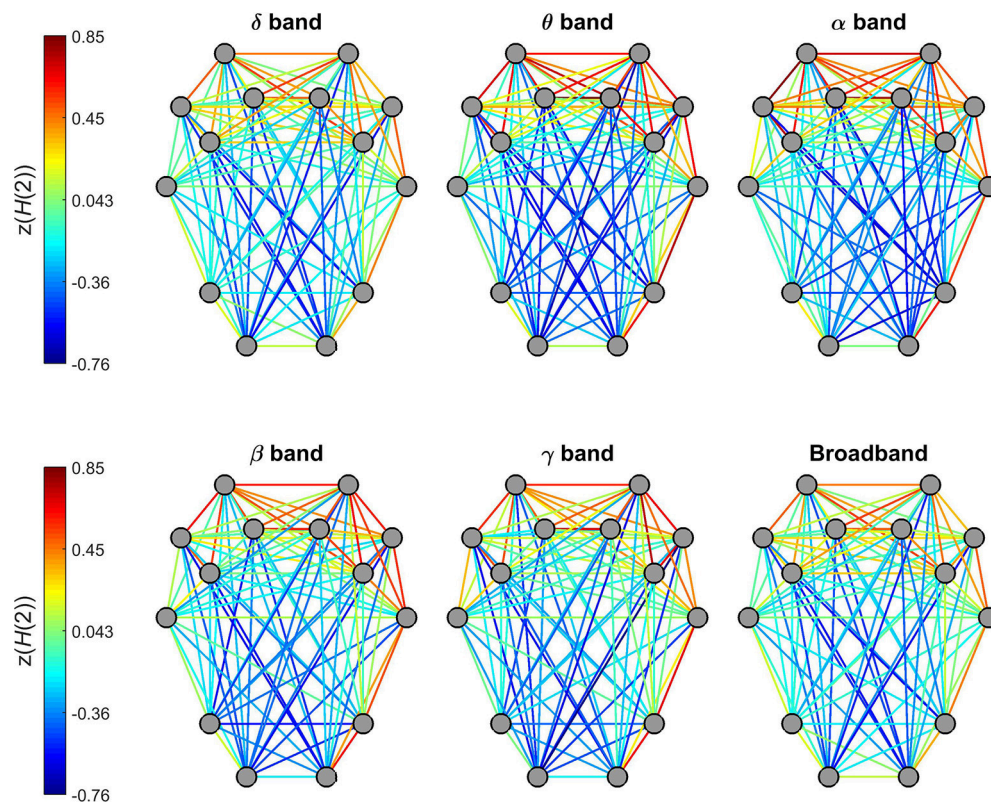 δ band
θ band
α band
0.85
0.45
0.043
-0.36
-0.76
z(H(2))
β band
γ band
Broadband
0.85
0.45
0.043
-0.36
-0.76
z(H(2))